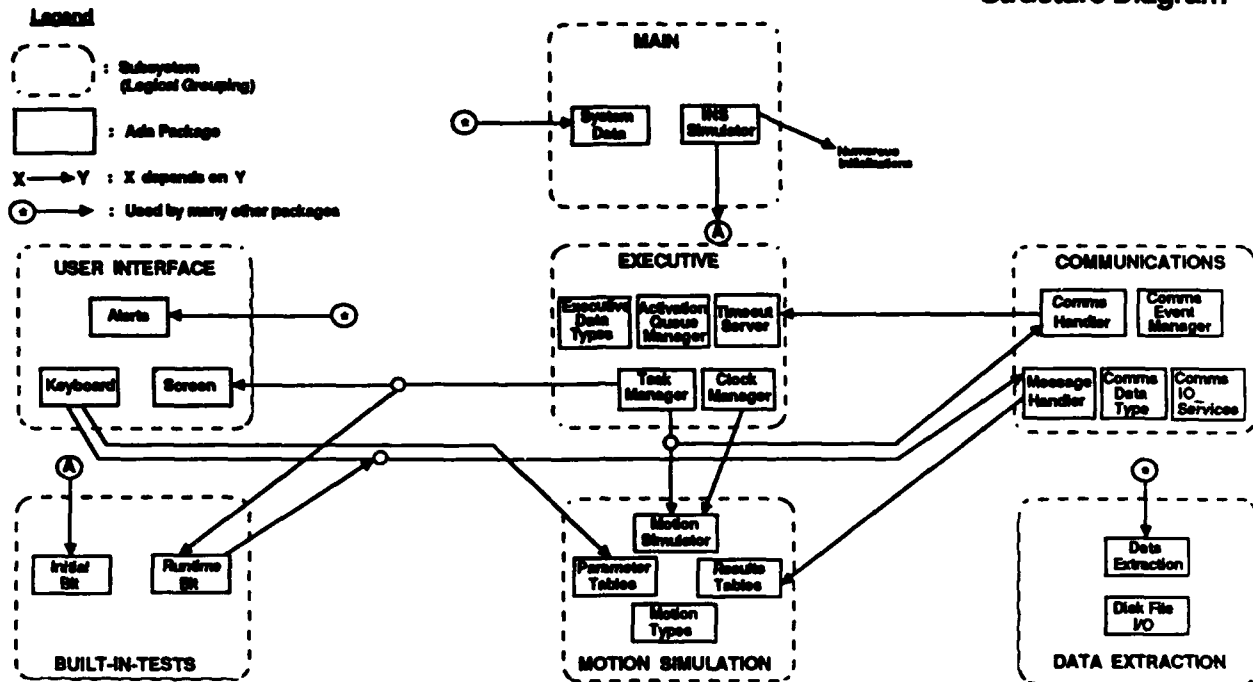 Structure Diagram
Legend
: Subsystem
(Logical Grouping)
: Ada Package
X → Y : X depends on Y
* : Used by many other packages
MAIN
*
System
Data
INS
Simulator
Numerous
Initializations
A
USER INTERFACE
Alerts
*
Keyboard
Screen
EXECUTIVE
Executive
Data
Types
Activation
Queue
Manager
Timeout
Server
Task
Manager
Clock
Manager
COMMUNICATIONS
Comms
Handler
Comms
Event
Manager
Message
Handler
Comms
Data
Type
Comms
IO_
Services
A
Initial
Bit
Runtime
Bit
BUILT-IN-TESTS
Motion
Simulator
Parameter
Tables
Results
Tables
Motion
Types
MOTION SIMULATION
*
Data
Extraction
Disk File
I/O
DATA EXTRACTION